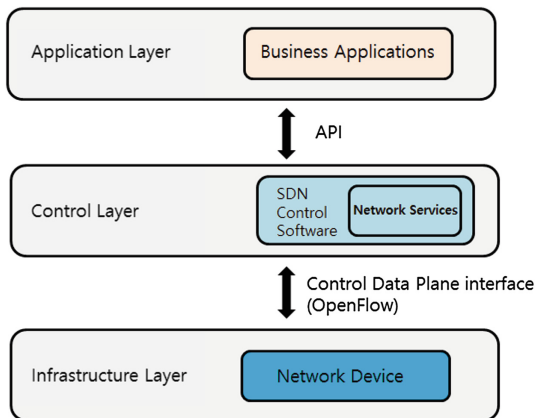 Application Layer
Business Applications
API
Control Layer
SDN
Control
Software
Network Services
Control Data Plane interface
(OpenFlow)
Infrastructure Layer
Network Device